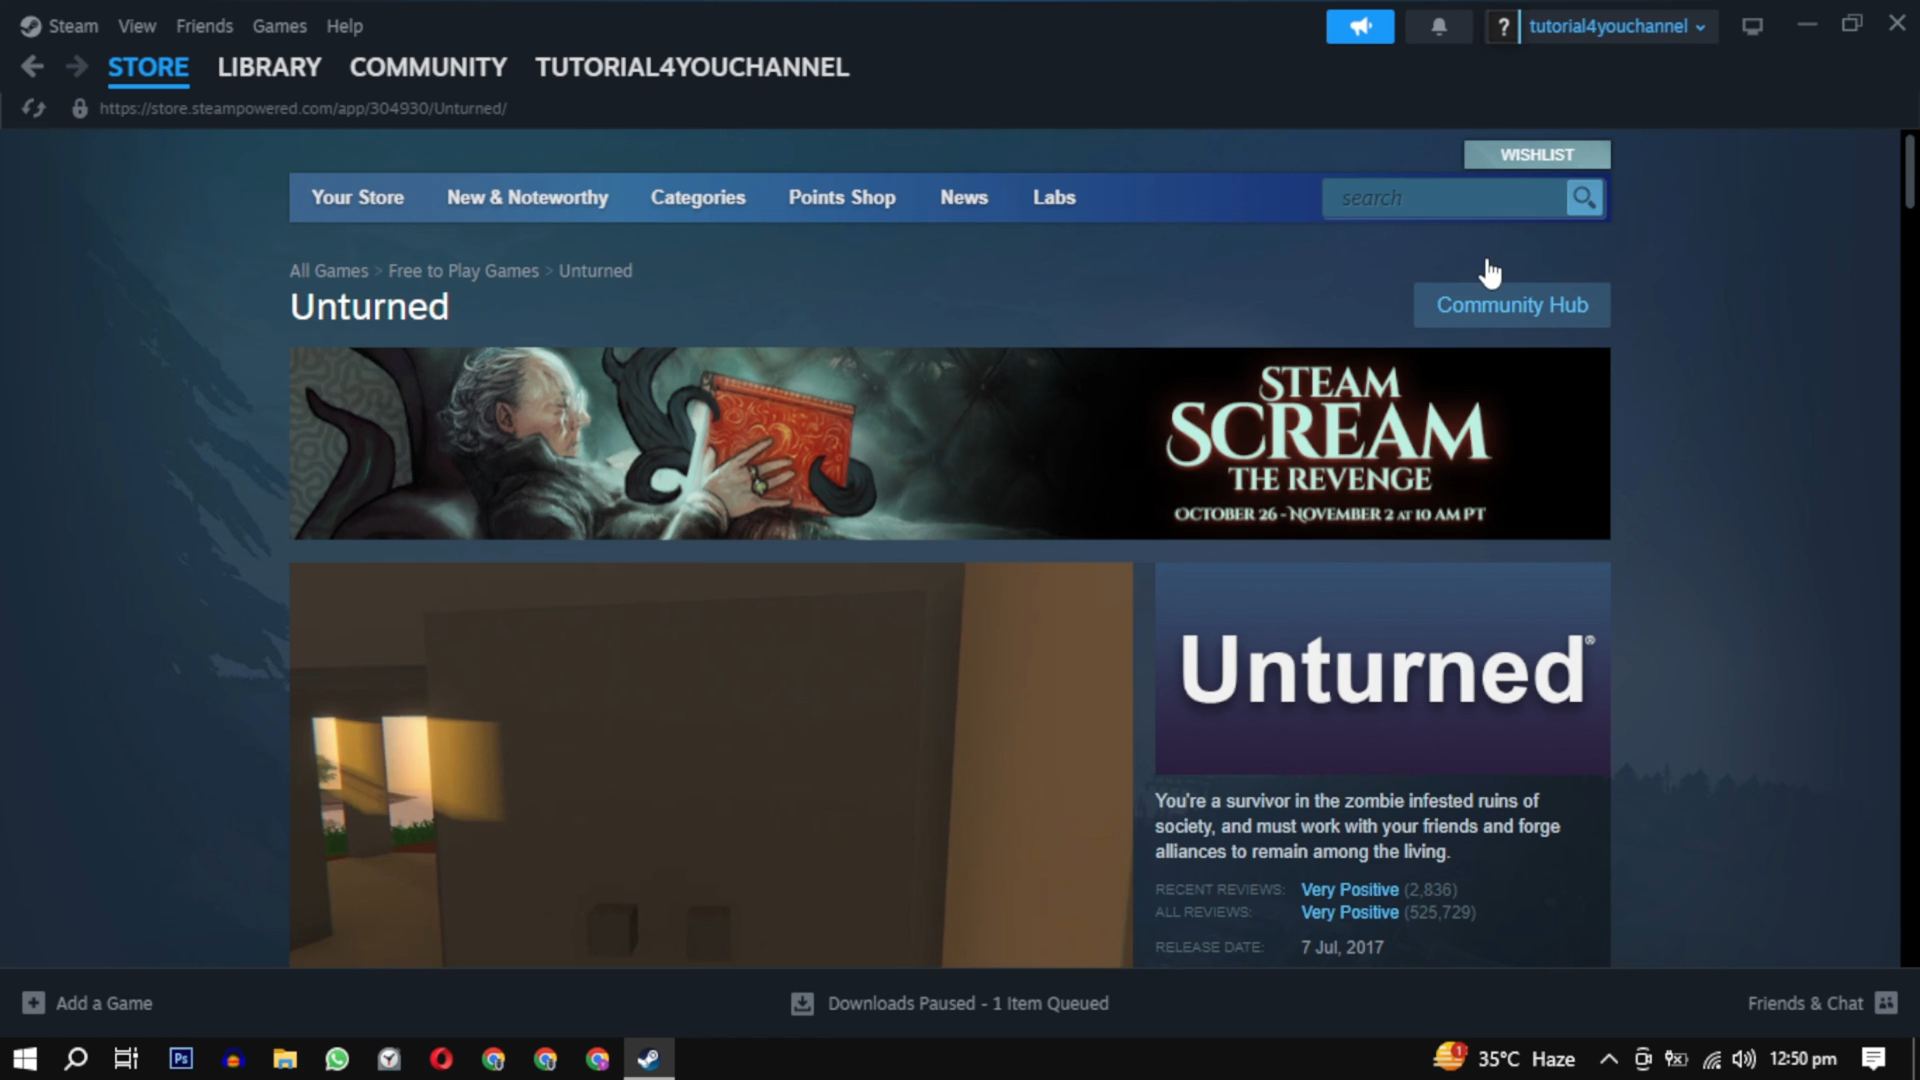 Steam View Friends Games Help
? tutorial4youchannel
STORE LIBRARY COMMUNITY TUTORIAL4YOUCHANNEL
https://store.steampowered.com/app/304930/Unturned/
WISHLIST
Your Store New & Noteworthy Categories Points Shop News Labs search
All Games > Free to Play Games > Unturned
Unturned
Community Hub
STEAM
SCREAM
THE REVENGE
OCTOBER 26 - NOVEMBER 2 AT 10 AM PT
Unturned®
You're a survivor in the zombie infested ruins of
society, and must work with your friends and forge
alliances to remain among the living.
RECENT REVIEWS: Very Positive (2,836)
ALL REVIEWS: Very Positive (525,729)
RELEASE DATE: 7 Jul, 2017
Add a Game
Downloads Paused - 1 Item Queued
Friends & Chat
Ps
1
35°C Haze
12:50 pm